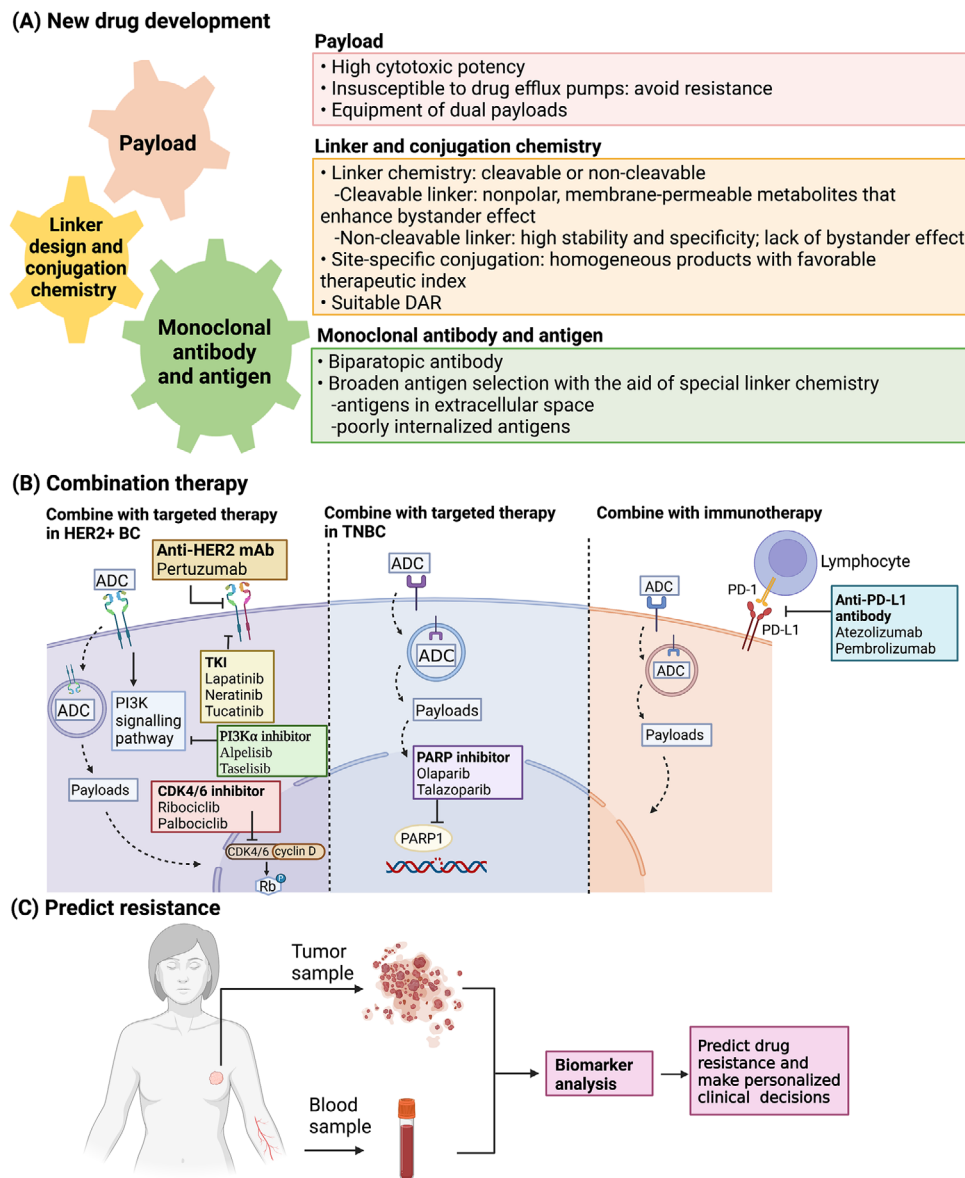 (A) New drug development
Payload
Linker
design and
conjugation
chemistry
Monoclonal
antibody
and antigen
Payload
• High cytotoxic potency
• Insusceptible to drug efflux pumps: avoid resistance
• Equipment of dual payloads
Linker and conjugation chemistry
• Linker chemistry: cleavable or non-cleavable
-Cleavable linker: nonpolar, membrane-permeable metabolites that
enhance bystander effect
-Non-cleavable linker: high stability and specificity; lack of bystander effect
• Site-specific conjugation: homogeneous products with favorable
therapeutic index
• Suitable DAR
Monoclonal antibody and antigen
• Biparatopic antibody
• Broaden antigen selection with the aid of special linker chemistry
-antigens in extracellular space
-poorly internalized antigens
(B) Combination therapy
Combine with targeted therapy
in HER2+ BC
ADC
Anti-HER2 mAb
Pertuzumab
TKI
Lapatinib
Neratinib
Tucatinib
ADC
PI3K
signalling
pathway
PI3Kα inhibitor
Alpelisib
Taselisib
Payloads
CDK4/6 inhibitor
Ribociclib
Palbociclib
CDK4/6
cyclin D
Rb
P
Combine with targeted therapy
in TNBC
ADC
ADC
Payloads
PARP inhibitor
Olaparib
Talazoparib
PARP1
Combine with immunotherapy
Lymphocyte
ADC
PD-1
PD-L1
Anti-PD-L1
antibody
Atezolizumab
Pembrolizumab
ADC
Payloads
(C) Predict resistance
Tumor
sample
Blood
sample
Biomarker
analysis
Predict drug
resistance and
make personalized
clinical decisions